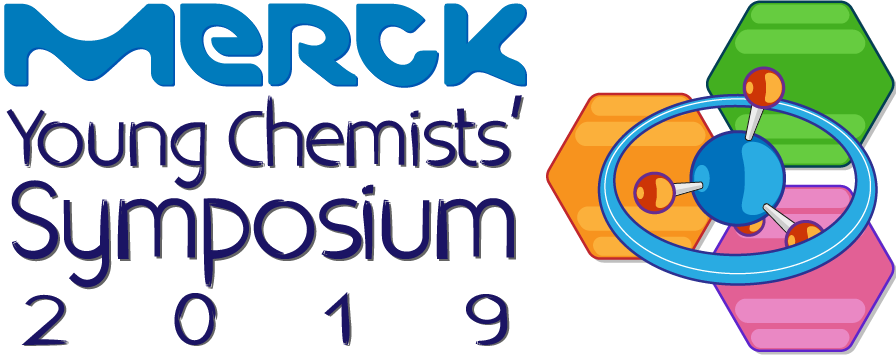 MERCK
Young Chemists'
Symposium
2 0 1 9